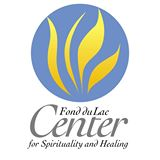 Fond du Lac
Center
for Spirituality and Healing